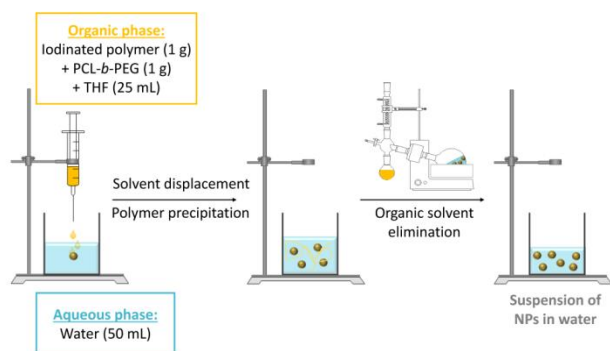 Organic phase:
Iodinated polymer (1 g)
+ PCL-b-PEG (1 g)
+ THF (25 mL)
Solvent displacement
Polymer precipitation
Organic solvent
elimination
Aqueous phase:
Water (50 mL)
Suspension of
NPs in water